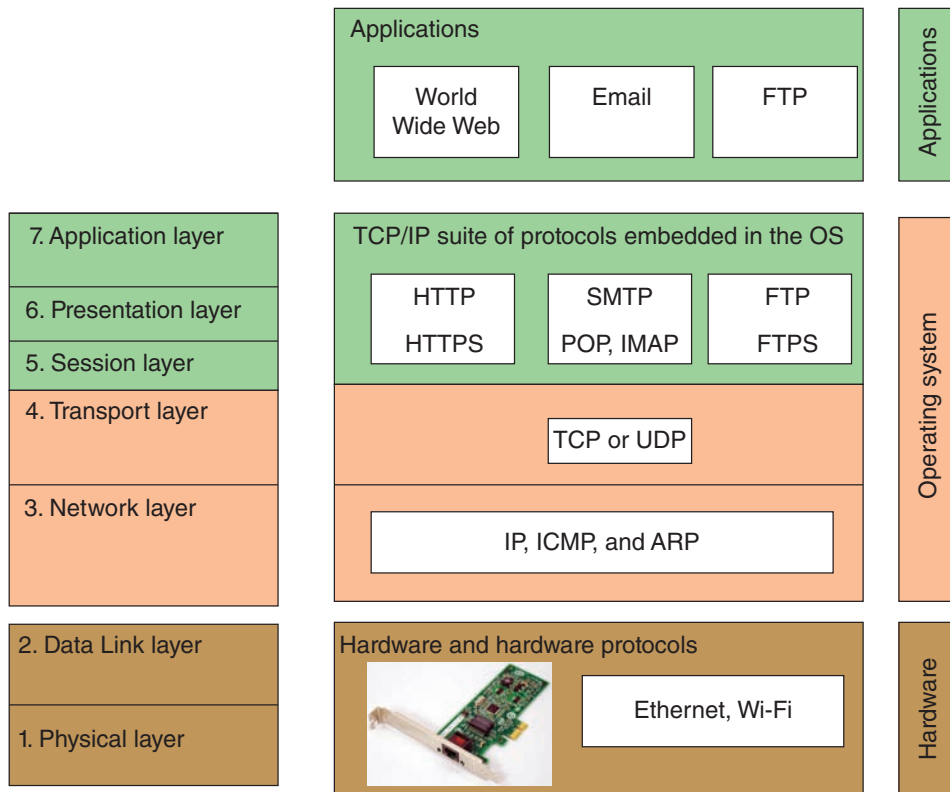 Applications
World
Wide Web
Email
FTP
Applications
7. Application layer
6. Presentation layer
5. Session layer
4. Transport layer
3. Network layer
TCP/IP suite of protocols embedded in the OS
HTTP
HTTPS
SMTP
POP, IMAP
FTP
FTPS
TCP or UDP
IP, ICMP, and ARP
Operating system
2. Data Link layer
1. Physical layer
Hardware and hardware protocols
Ethernet, Wi-Fi
Hardware